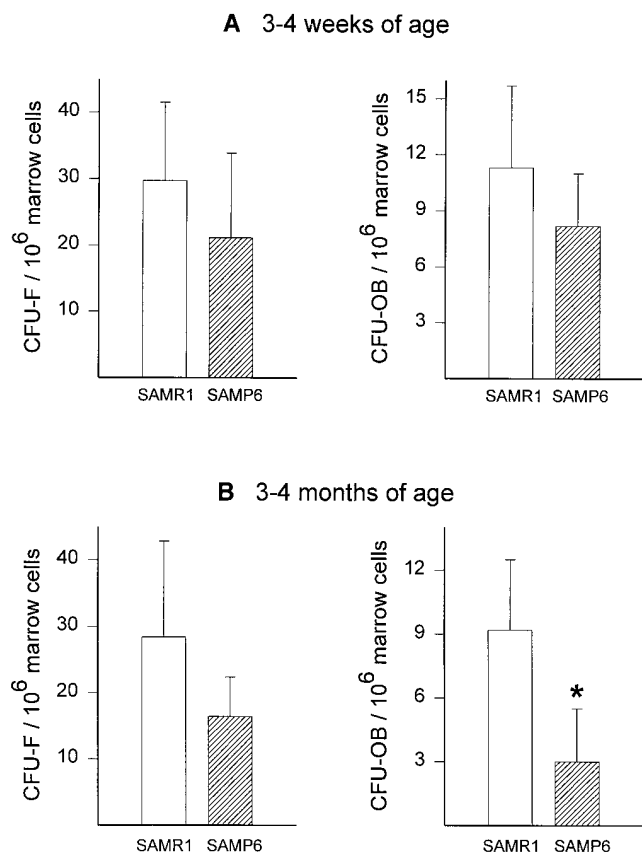 A 3-4 weeks of age
CFU-F / 10^6 marrow cells
40
30
20
10
SAMR1 SAMP6
CFU-OB / 10^6 marrow cells
15
12
9
6
3
SAMR1 SAMP6
B 3-4 months of age
CFU-F / 10^6 marrow cells
40
30
20
10
SAMR1 SAMP6
CFU-OB / 10^6 marrow cells
12
9
6
3
*
SAMR1 SAMP6